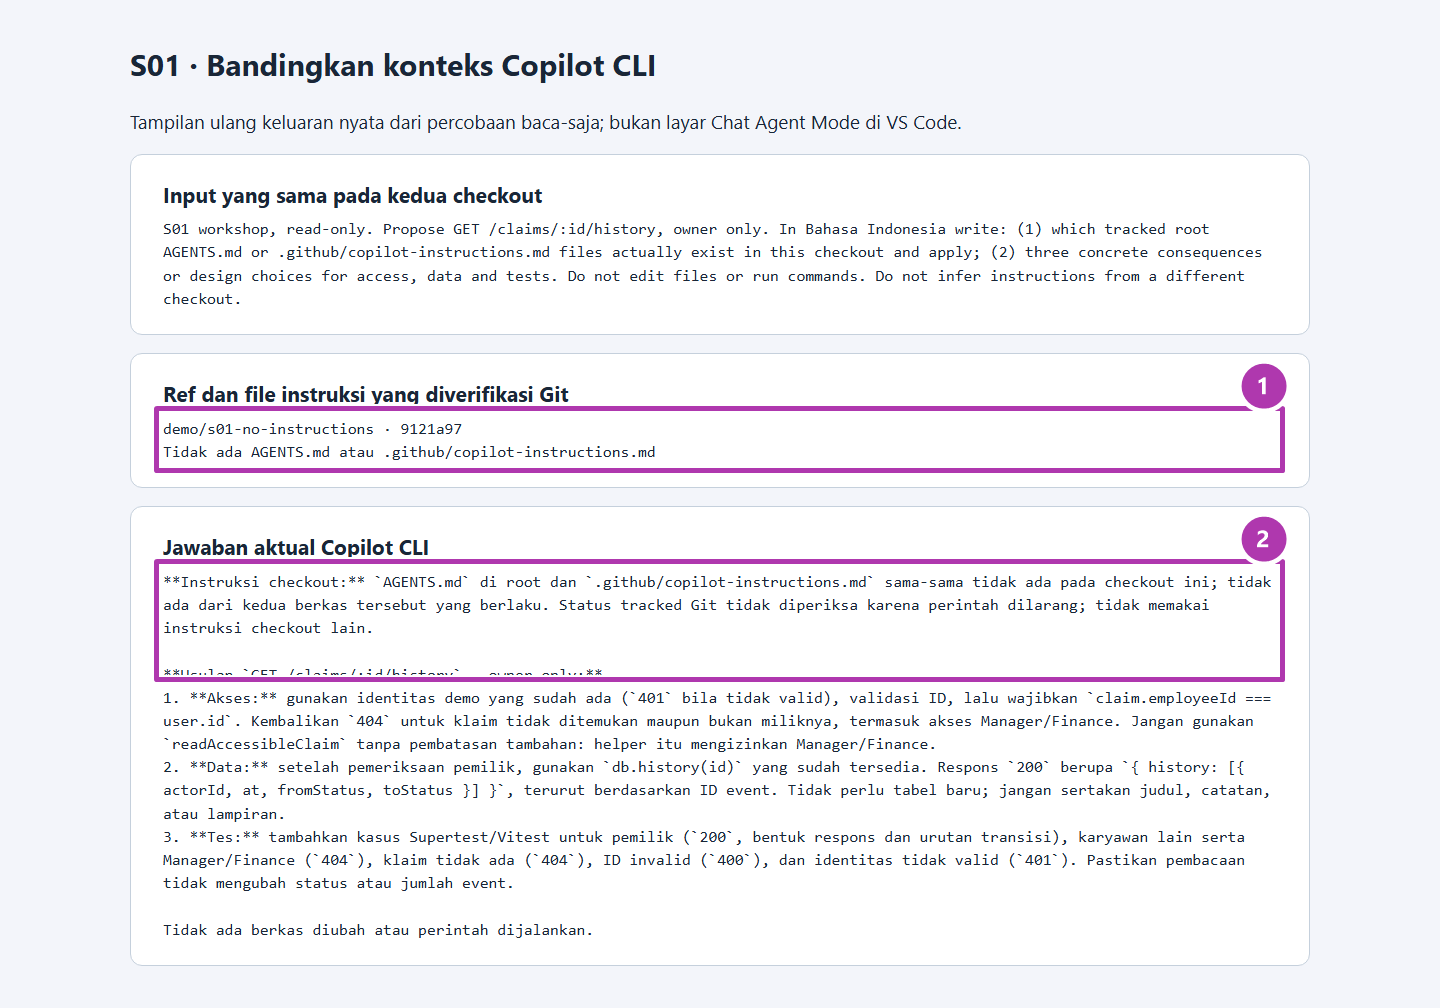 S01 · Bandingkan konteks Copilot CLI
Tampilan ulang keluaran nyata dari percobaan baca-saja; bukan layar Chat Agent Mode di VS Code.
Input yang sama pada kedua checkout
S01 workshop, read-only. Propose GET /claims/:id/history, owner only. In Bahasa Indonesia write: (1) which tracked root
AGENTS.md or .github/copilot-instructions.md files actually exist in this checkout and apply; (2) three concrete consequences
or design choices for access, data and tests. Do not edit files or run commands. Do not infer instructions from a different
checkout.
Ref dan file instruksi yang diverifikasi Git
1
demo/s01-no-instructions · 9121a97
Tidak ada AGENTS.md atau .github/copilot-instructions.md
Jawaban aktual Copilot CLI
2
**Instruksi checkout:** `AGENTS.md` di root dan `.github/copilot-instructions.md` sama-sama tidak ada pada checkout ini; tidak
ada dari kedua berkas tersebut yang berlaku. Status tracked Git tidak diperiksa karena perintah dilarang; tidak memakai
instruksi checkout lain.
**Usulan `GET /claims/:id/history`, owner only:**
1. **Akses:** gunakan identitas demo yang sudah ada (`401` bila tidak valid), validasi ID, lalu wajibkan `claim.employeeId ===
user.id`. Kembalikan `404` untuk klaim tidak ditemukan maupun bukan miliknya, termasuk akses Manager/Finance. Jangan gunakan
`readAccessibleClaim` tanpa pembatasan tambahan: helper itu mengizinkan Manager/Finance.
2. **Data:** setelah pemeriksaan pemilik, gunakan `db.history(id)` yang sudah tersedia. Respons `200` berupa `{ history: [{
actorId, at, fromStatus, toStatus }] }`, terurut berdasarkan ID event. Tidak perlu tabel baru; jangan sertakan judul, catatan,
atau lampiran.
3. **Tes:** tambahkan kasus Supertest/Vitest untuk pemilik (`200`, bentuk respons dan urutan transisi), karyawan lain serta
Manager/Finance (`404`), klaim tidak ada (`404`), ID invalid (`400`), dan identitas tidak valid (`401`). Pastikan pembacaan
tidak mengubah status atau jumlah event.
Tidak ada berkas diubah atau perintah dijalankan.